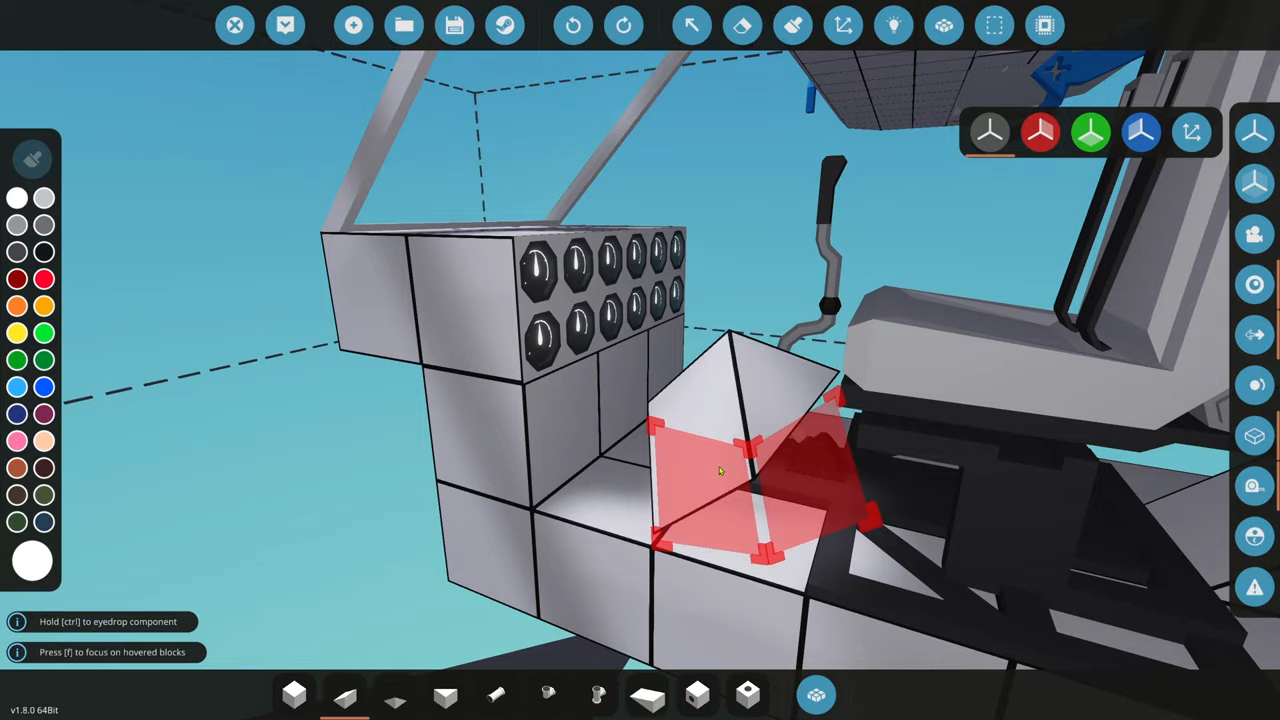 Hold [ctrl] to eyedrop component
Press [f] to focus on hovered blocks
v1.8.0 64Bit